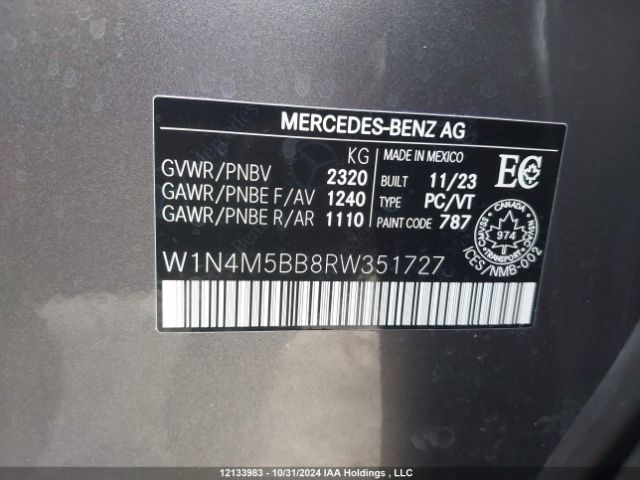 MERCEDES-BENZ AG
KG
GVWR/PNBV 2320
GAWR/PNBE F/AV 1240
GAWR/PNBE R/AR 1110
MADE IN MEXICO
BUILT 11/23
TYPE PC/VT
PAINT CODE 787
EC
CANADA
974
TRANSPORT
ICES/NMB-002
W1N4M5BB8RW351727
12133983 - 10/31/2024 IAA Holdings , LLC